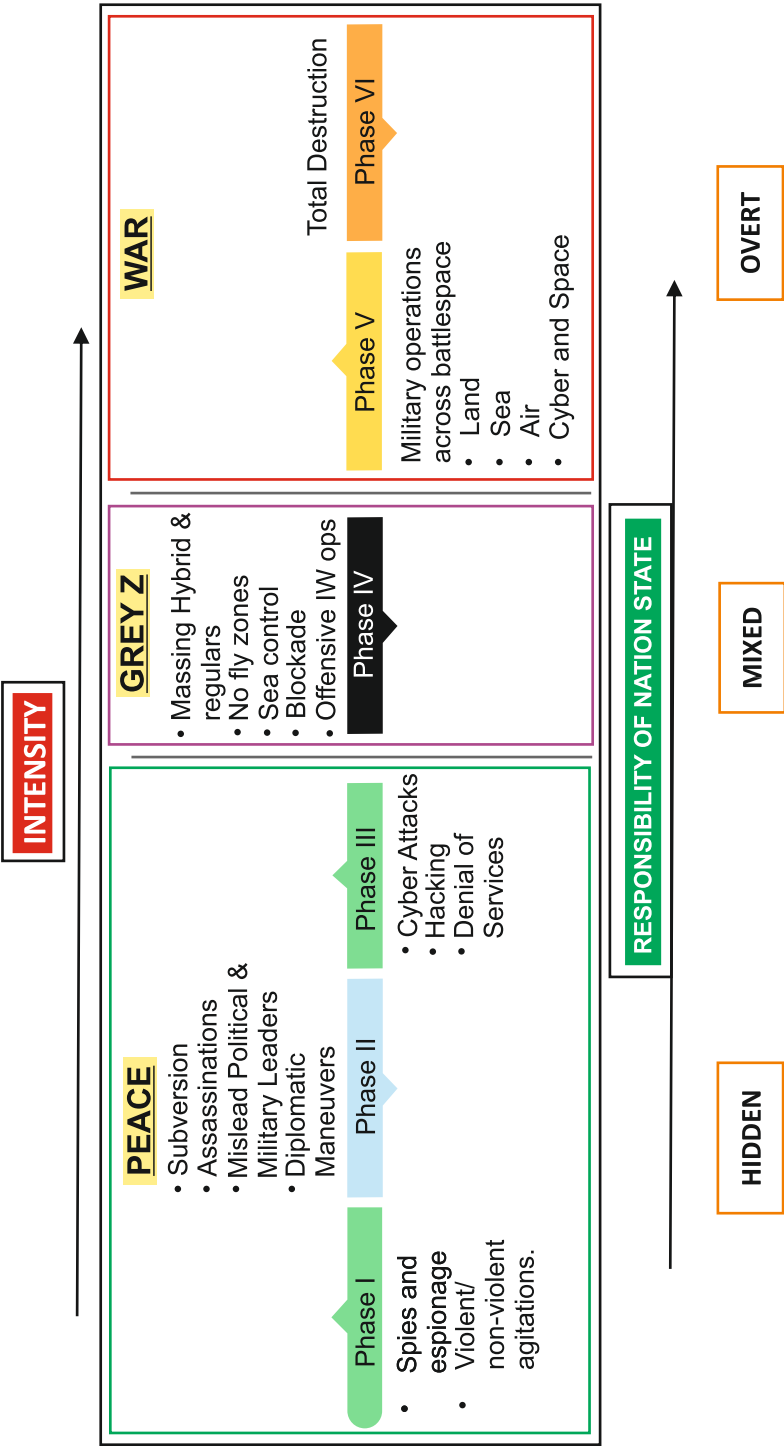 INTENSITY
PEACE
• Subversion
• Assassinations
• Mislead Political &
Military Leaders
• Diplomatic
Maneuvers
Phase I
• Spies and
espionage
• Violent/
non-violent
agitations.
Phase II
Phase III
• Cyber Attacks
• Hacking
• Denial of
Services
GREY Z
• Massing Hybrid &
regulars
• No fly zones
• Sea control
• Blockade
• Offensive IW ops
Phase IV
WAR
Total Destruction
Phase V
Phase VI
Military operations
across battlespace
• Land
• Sea
• Air
• Cyber and Space
RESPONSIBILITY OF NATION STATE
HIDDEN
MIXED
OVERT